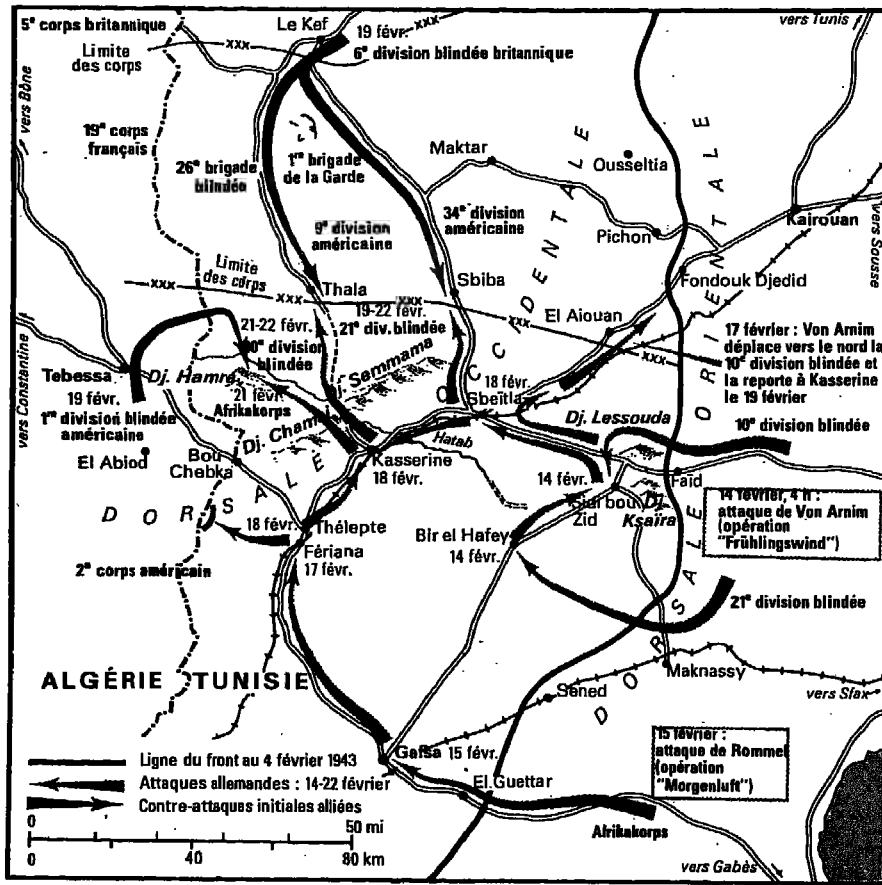 5e corps britannique
Le Kef
19 févr.
vers Tunis
xxx
Limite
des corps
6e division blindée britannique
vers Bône
19e corps
français
1re brigade
de la Garde
26e brigade
blindée
Maktar
Ousseltia
9e division
américaine
34e division
américaine
Kairouan
vers Sousse
Pichon
Limite
des corps
xxx
Thala
Sbiba
Fondouk Djedid
19-22 févr.
xxx
21e div. blindée
El Aiouan
xxx
21-22 févr.
10e division
blindée
17 février : Von Arnim
déplace vers le nord la
10e division blindée et
la reporte à Kasserine
le 19 février
xxx
vers Constantine
Tebessa
19 févr.
1re division blindée
américaine
Dj. Hamra
21 févr.
Afrikakorps
Dj. Chambi
Semmama
18 févr.
Sbeïtla
Dj. Lessouda
10e division blindée
El Abiod
Bou
Chebka
Hatab
Kasserine
18 févr.
14 févr.
Faïd
Sidi bou
Zid
Dj.
Ksaïra
14 février, 4 h :
attaque de Von Arnim
(opération
"Frühlingswind")
DORSALE OCCIDENTALE
DORSALE ORIENTALE
18 févr.
Thélepte
Fériana
17 févr.
Bir el Hafey
14 févr.
2e corps américain
21e division blindée
ALGÉRIE
TUNISIE
Maknassy
Sened
vers Sfax
Gafsa 15 févr.
15 février :
attaque de Rommel
(opération
"Morgenluft")
El Guettar
Afrikakorps
vers Gabès
Ligne du front au 4 février 1943
Attaques allemandes : 14-22 février
Contre-attaques initiales alliées
0
50 mi
0
40
80 km